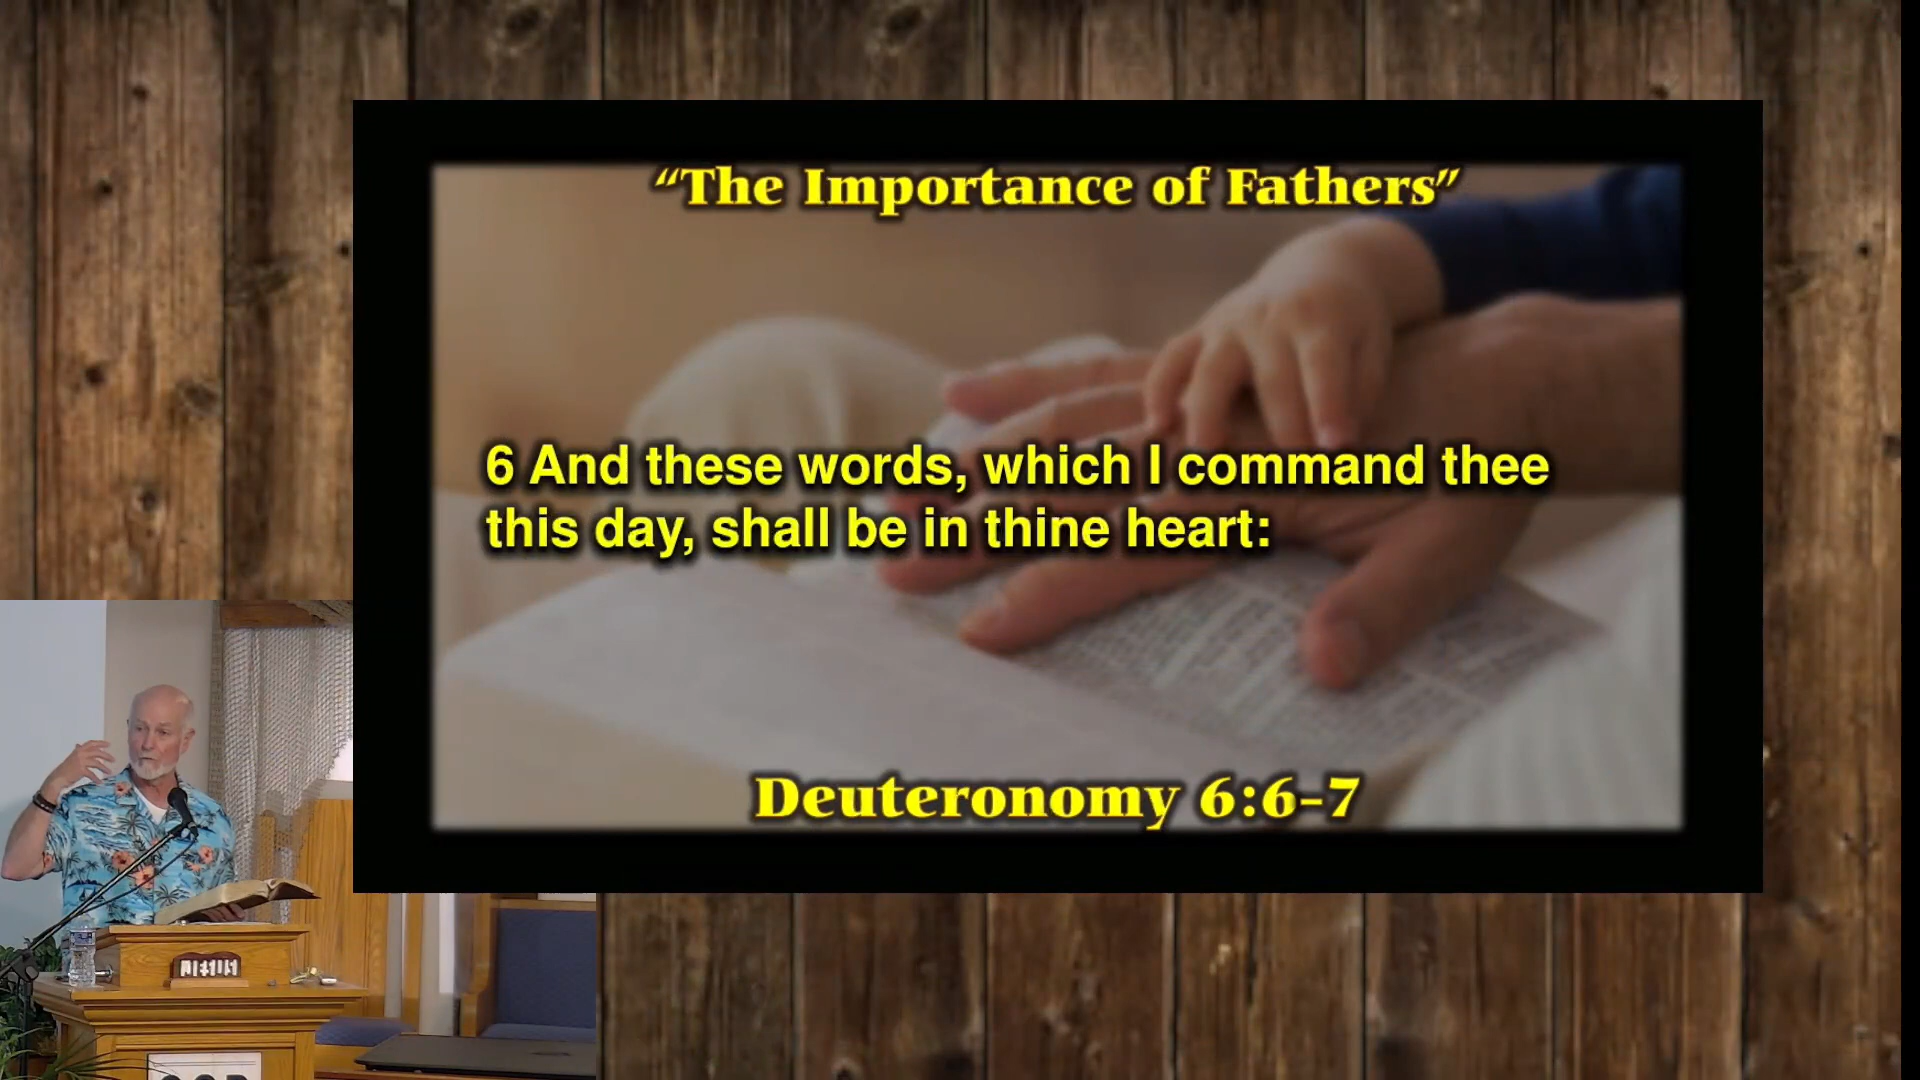 “The Importance of Fathers”
6 And these words, which I command thee
this day, shall be in thine heart:
Deuteronomy 6:6-7